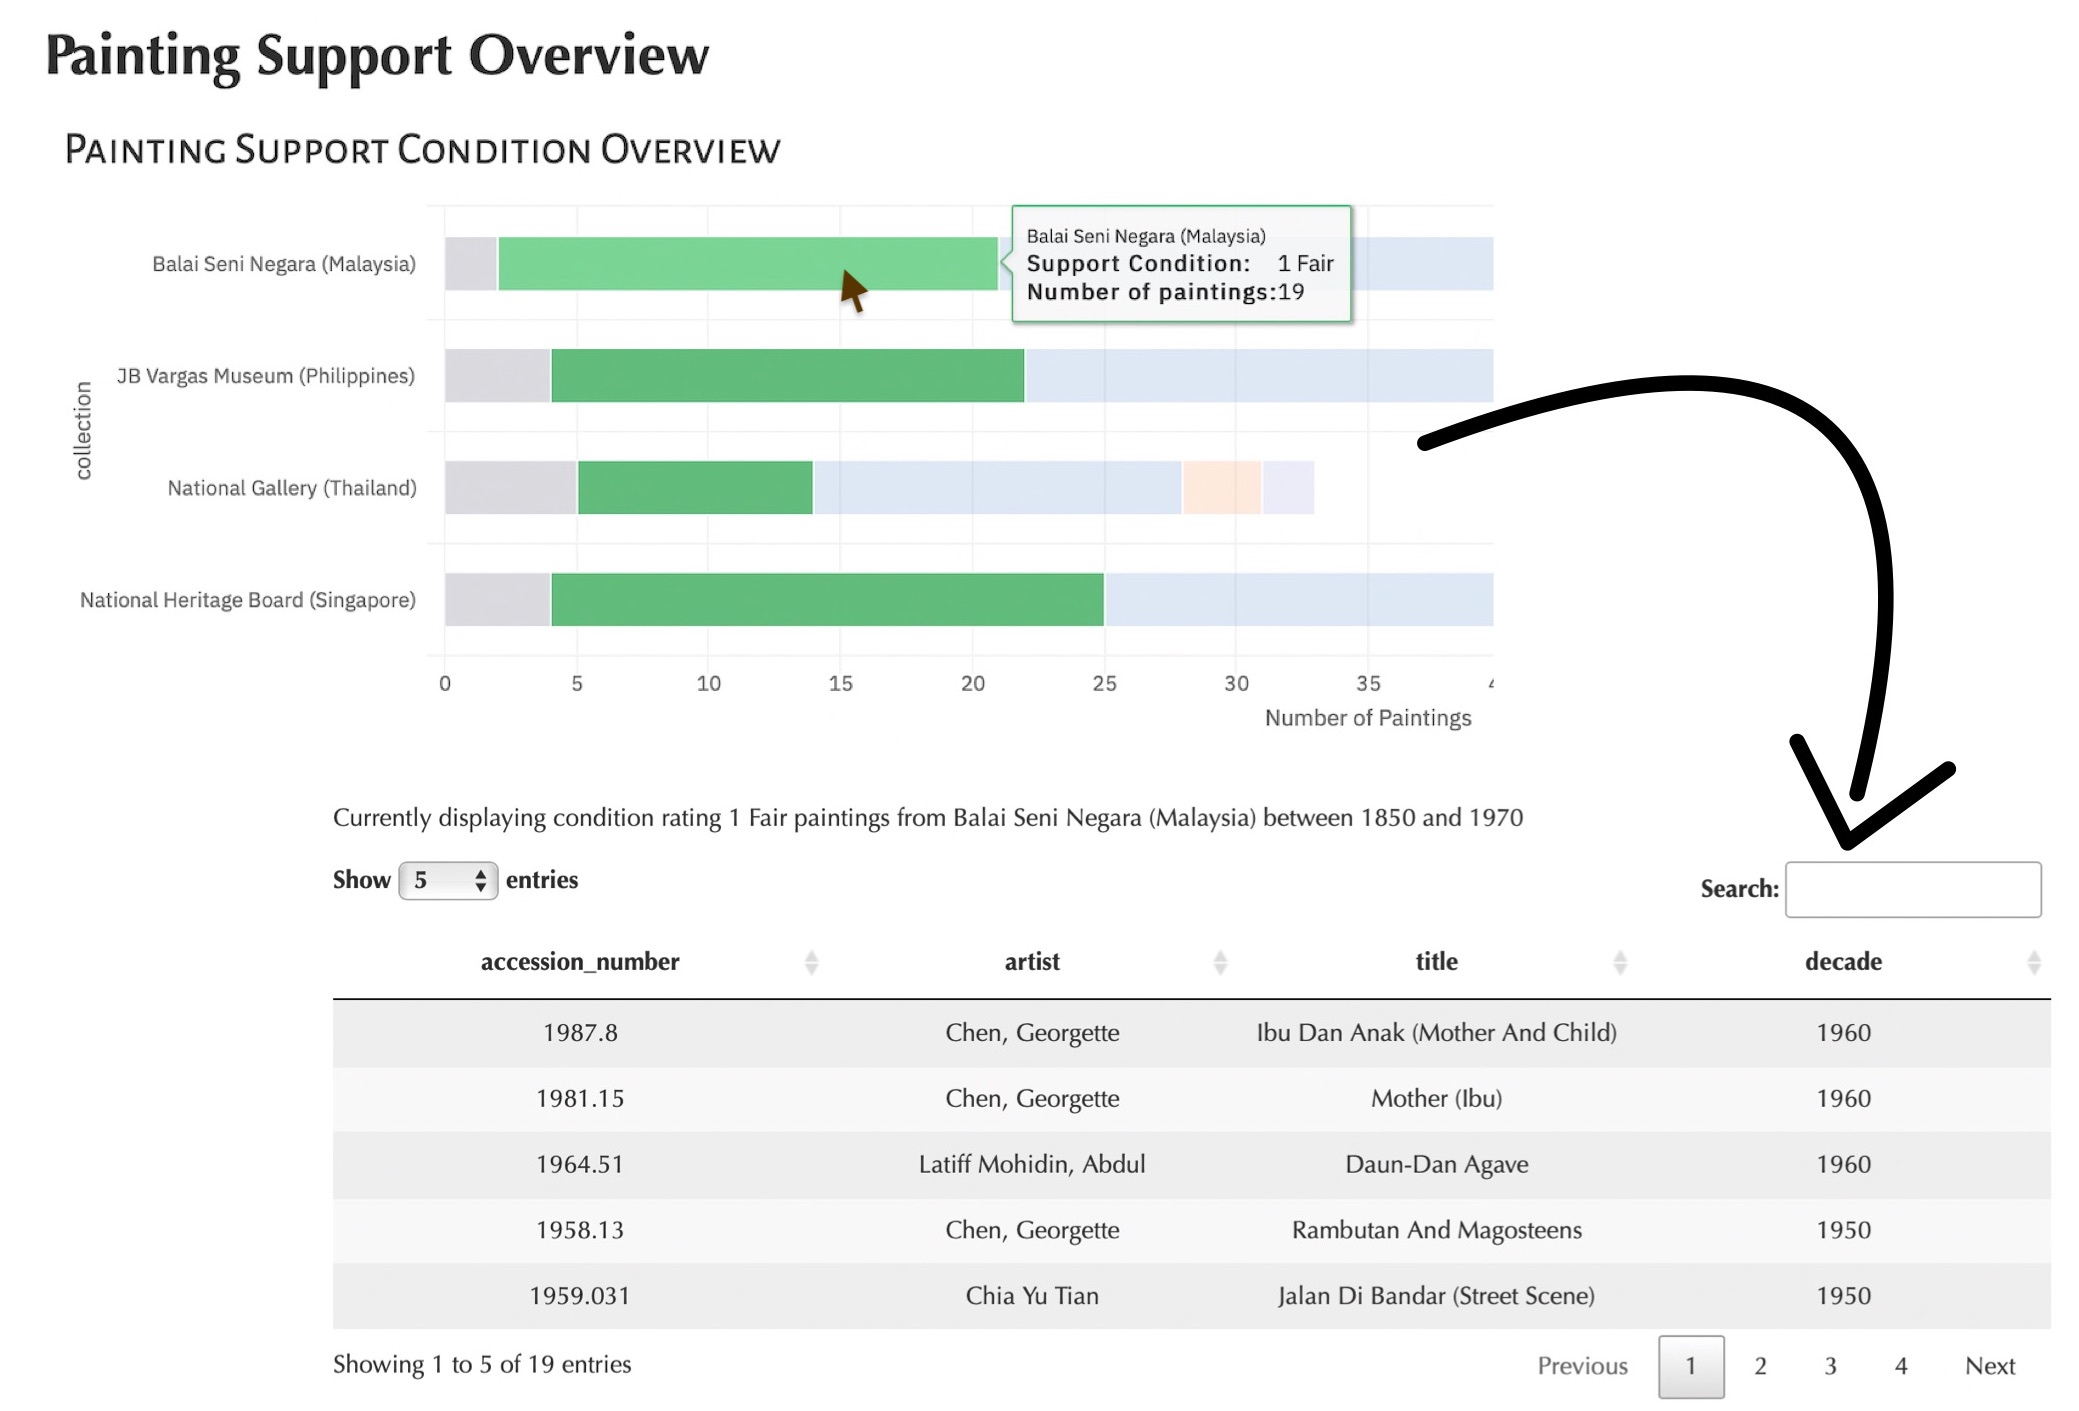 Painting Support Overview
Painting Support Condition Overview
collection
Balai Seni Negara (Malaysia)
JB Vargas Museum (Philippines)
National Gallery (Thailand)
National Heritage Board (Singapore)
Balai Seni Negara (Malaysia)
Support Condition: 1 Fair
Number of paintings:19
0 5 10 15 20 25 30 35
Number of Paintings
Currently displaying condition rating 1 Fair paintings from Balai Seni Negara (Malaysia) between 1850 and 1970
Show 5 entries Search:
accession_number artist title decade
1987.8 Chen, Georgette Ibu Dan Anak (Mother And Child) 1960
1981.15 Chen, Georgette Mother (Ibu) 1960
1964.51 Latiff Mohidin, Abdul Daun-Dan Agave 1960
1958.13 Chen, Georgette Rambutan And Magosteens 1950
1959.031 Chia Yu Tian Jalan Di Bandar (Street Scene) 1950
Showing 1 to 5 of 19 entries Previous 1 2 3 4 Next